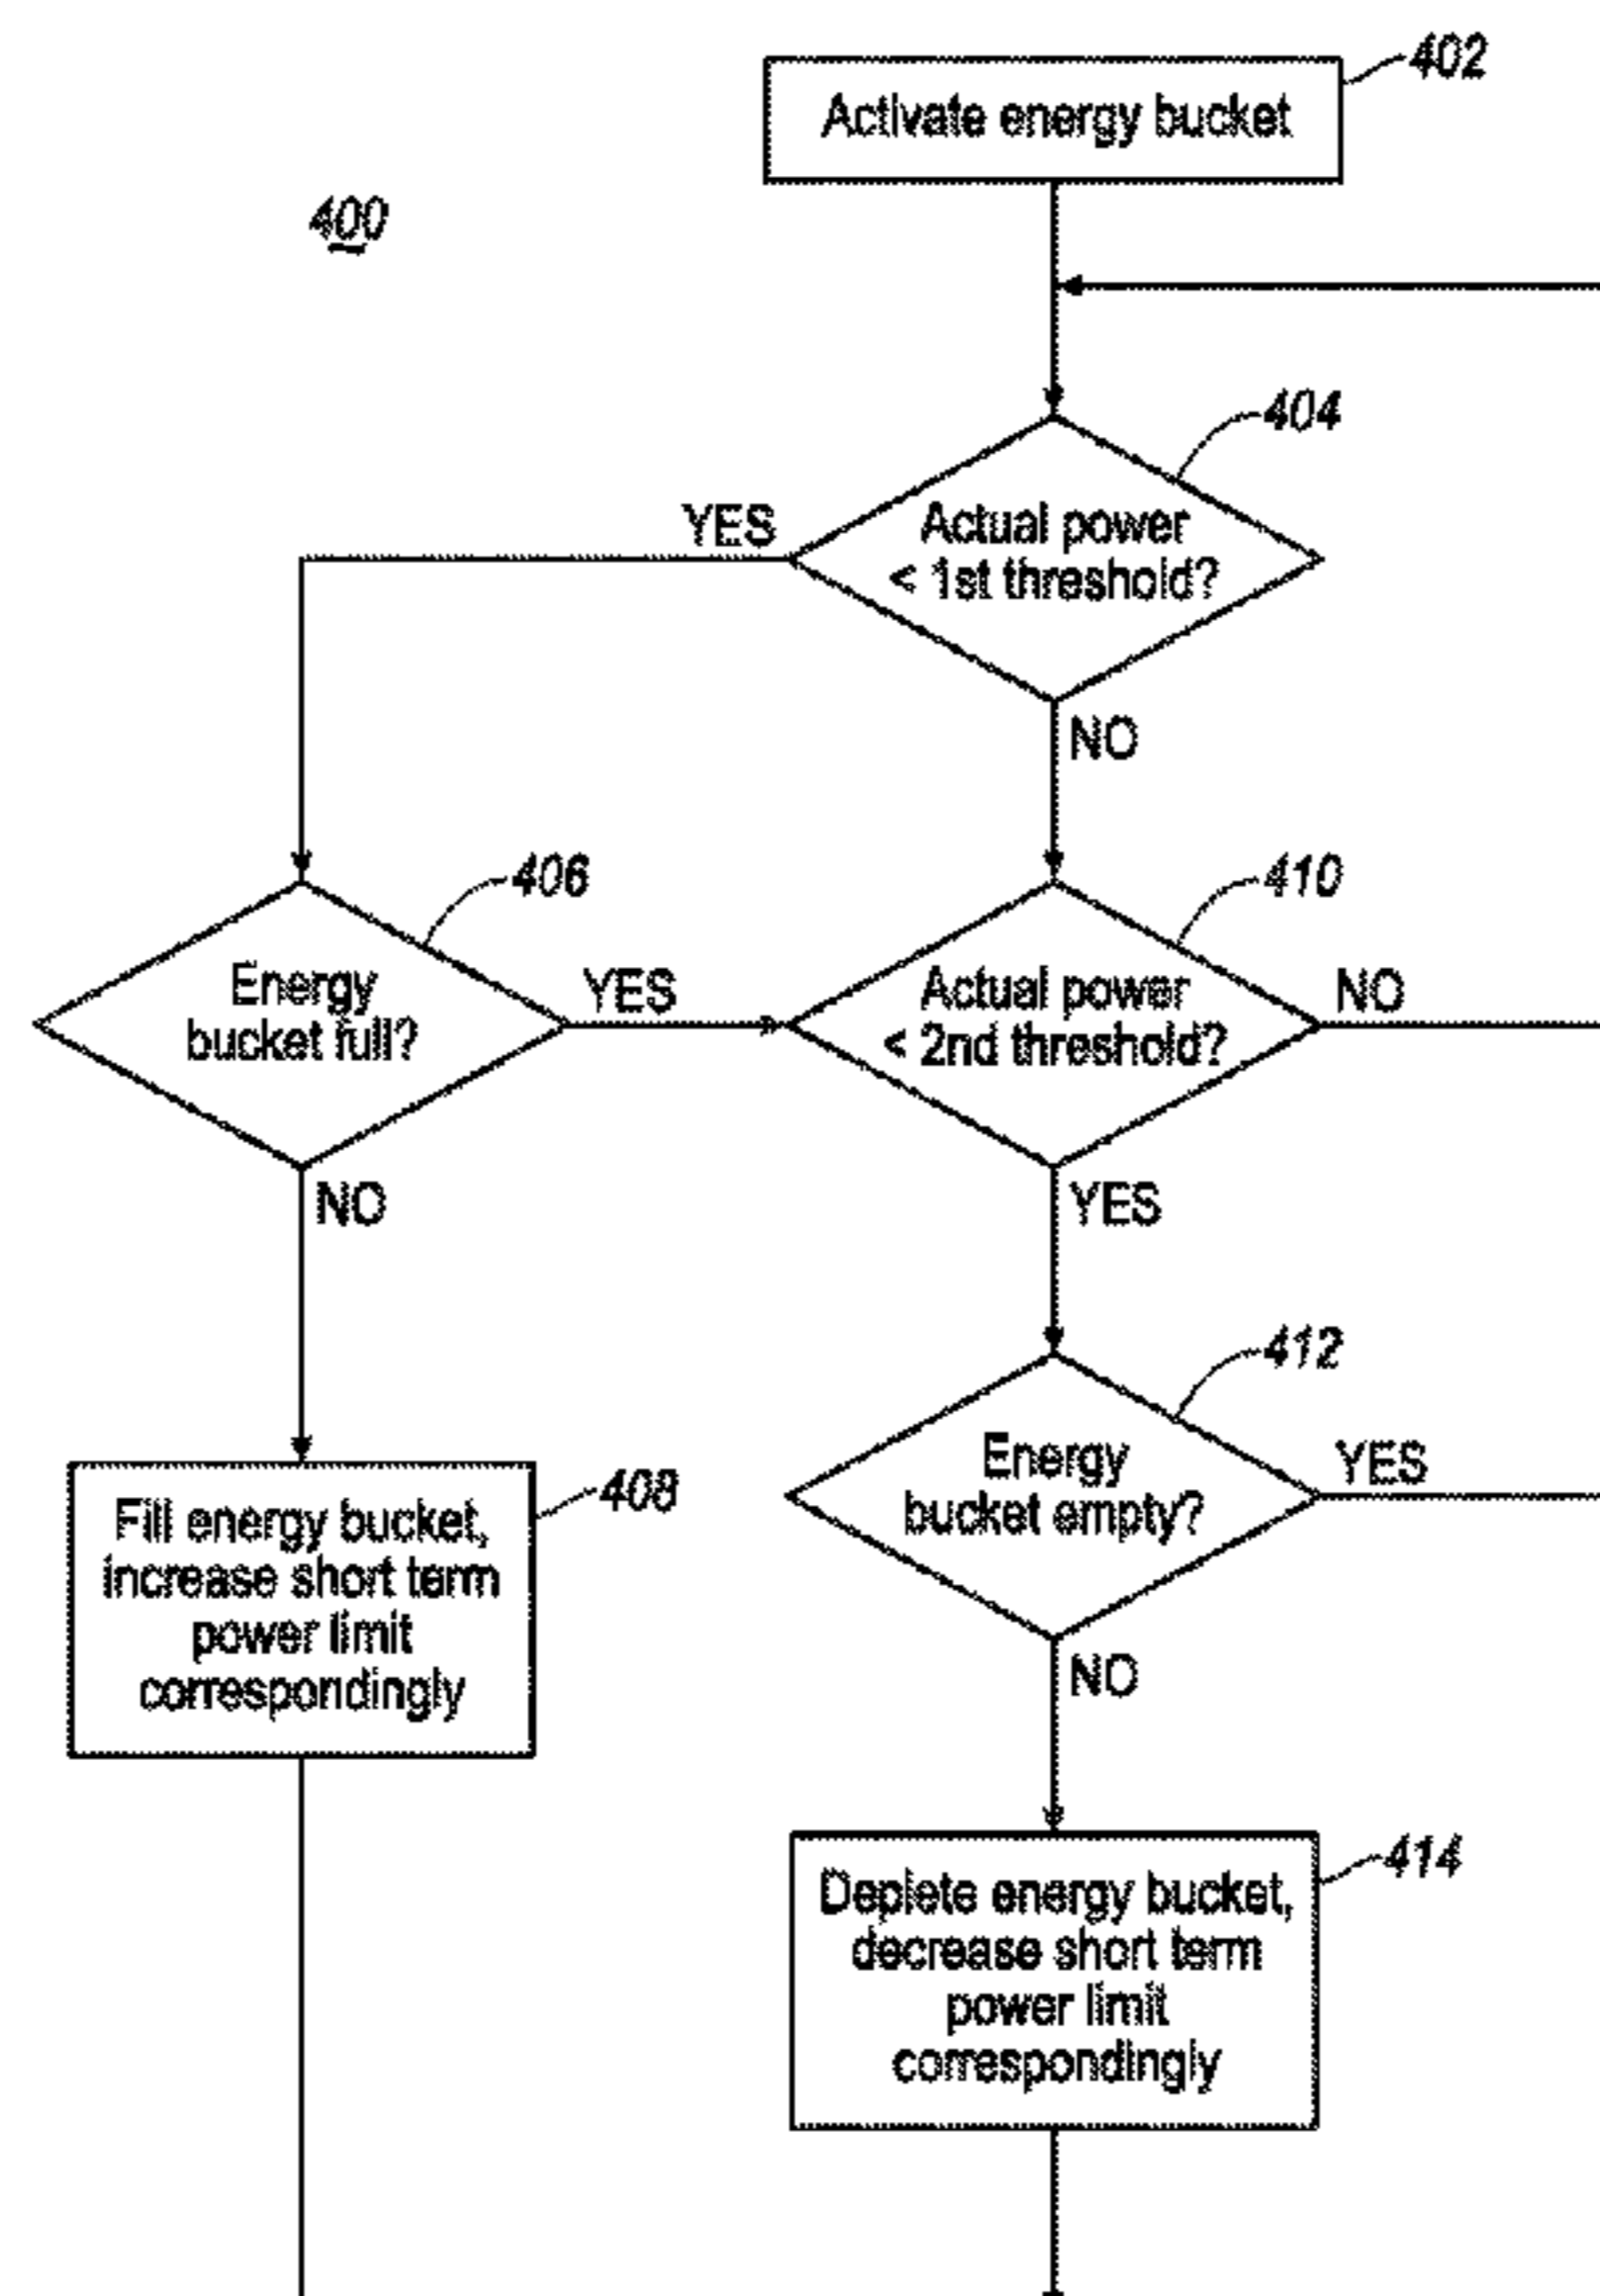 402
Activate energy bucket
400
404
YES
Actual power
< 1st threshold?
NO
406
410
Energy
bucket full?
YES
Actual power
< 2nd threshold?
NO
NO
YES
412
Energy
bucket empty?
YES
408
Fill energy bucket,
increase short term
power limit
correspondingly
NO
414
Deplete energy bucket,
decrease short term
power limit
correspondingly